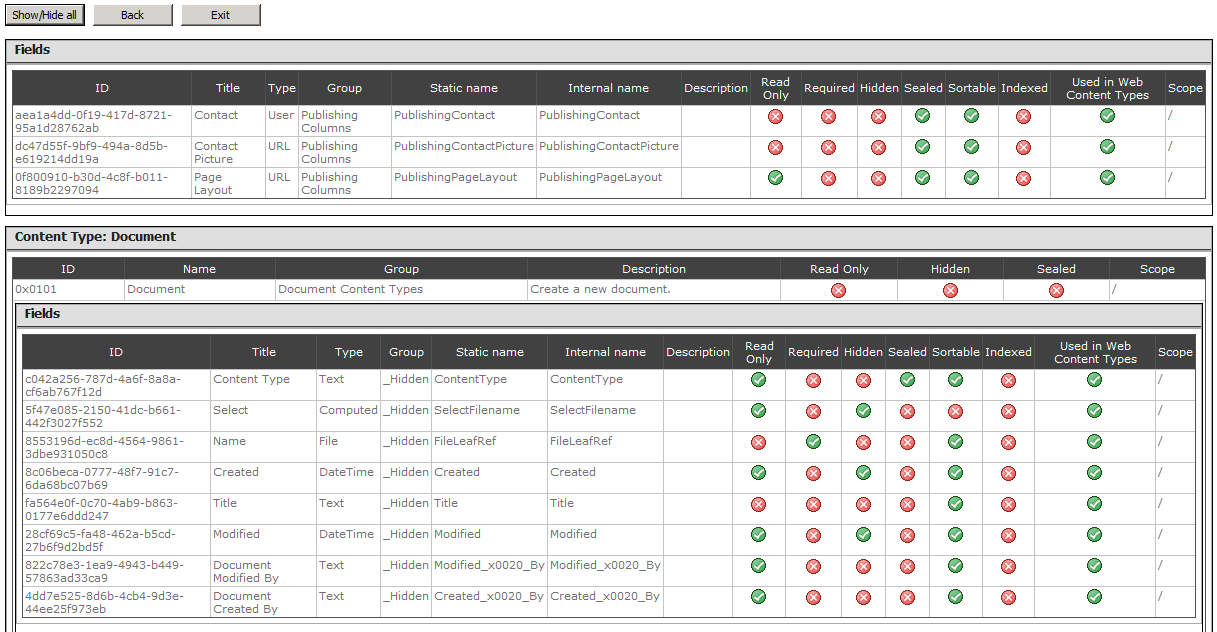 Show/Hide all Back Exit
Fields
ID Title Type Group Static name Internal name Description Read Only Required Hidden Sealed Sortable Indexed Used in Web Content Types Scope
aea1a4dd-0f19-417d-8721-95a1d28762ab Contact User Publishing Columns PublishingContact PublishingContact /
dc47d55f-9bf9-494a-8d5b-e619214dd19a Contact Picture URL Publishing Columns PublishingContactPicture PublishingContactPicture /
0f800910-b30d-4c8f-b011-8189b2297094 Page Layout URL Publishing Columns PublishingPageLayout PublishingPageLayout /
Content Type: Document
ID Name Group Description Read Only Hidden Sealed Scope
0x0101 Document Document Content Types Create a new document. /
Fields
ID Title Type Group Static name Internal name Description Read Only Required Hidden Sealed Sortable Indexed Used in Web Content Types Scope
c042a256-787d-4a6f-8a8a-cf6ab767f12d Content Type Text _Hidden ContentType ContentType /
5f47e085-2150-41dc-b661-442f3027f552 Select Computed _Hidden SelectFilename SelectFilename /
8553196d-ec8d-4564-9861-3dbe931050c8 Name File _Hidden FileLeafRef FileLeafRef /
8c06beca-0777-48f7-91c7-6da68bc07b69 Created DateTime _Hidden Created Created /
fa564e0f-0c70-4ab9-b863-0177e6ddd247 Title Text _Hidden Title Title /
28cf69c5-fa48-462a-b5cd-27b6f9d2bd5f Modified DateTime _Hidden Modified Modified /
822c78e3-1ea9-4943-b449-57863ad33ca9 Document Modified By Text _Hidden Modified_x0020_By Modified_x0020_By /
4dd7e525-8d6b-4cb4-9d3e-44ee25f973eb Document Created By Text _Hidden Created_x0020_By Created_x0020_By /